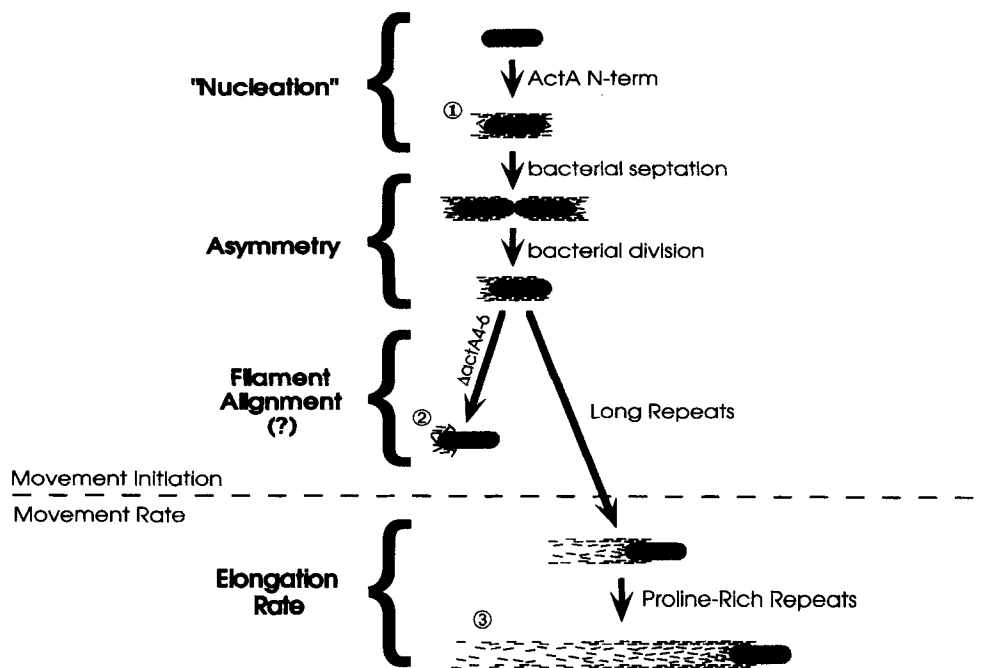 "Nucleation"
ActA N-term
①
bacterial septation
Asymmetry
bacterial division
ΔactA4-6
Filament
Alignment
(?)
②
Long Repeats
Movement Initiation
Movement Rate
Elongation
Rate
Proline-Rich Repeats
③